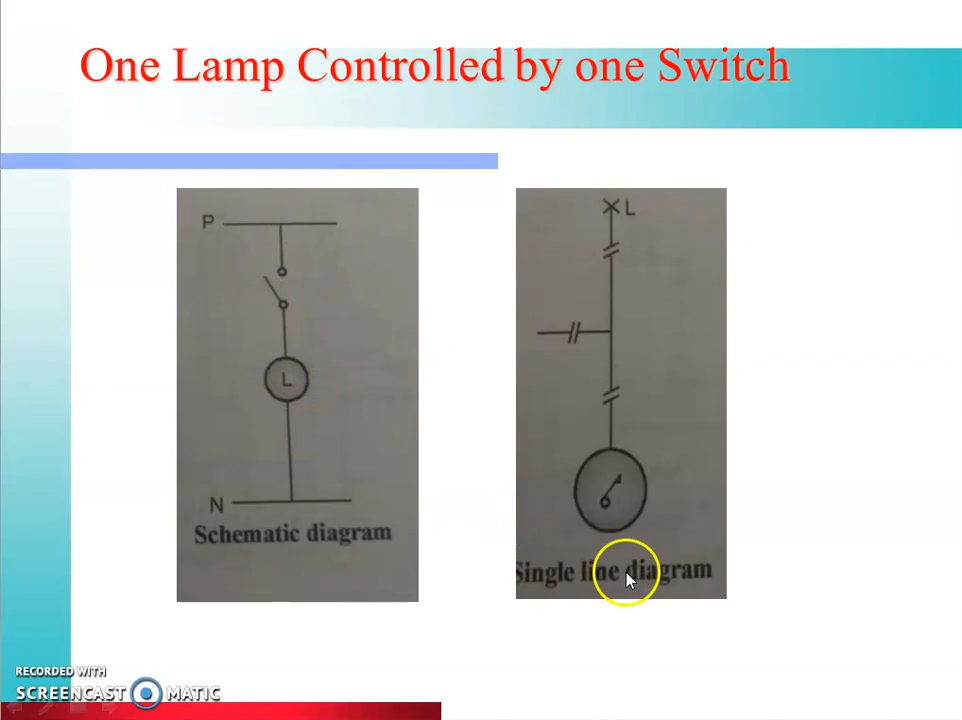 One Lamp Controlled by one Switch
P
L
N
Schematic diagram
L
Single line diagram
RECORDED WITH
SCREENCAST MATIC